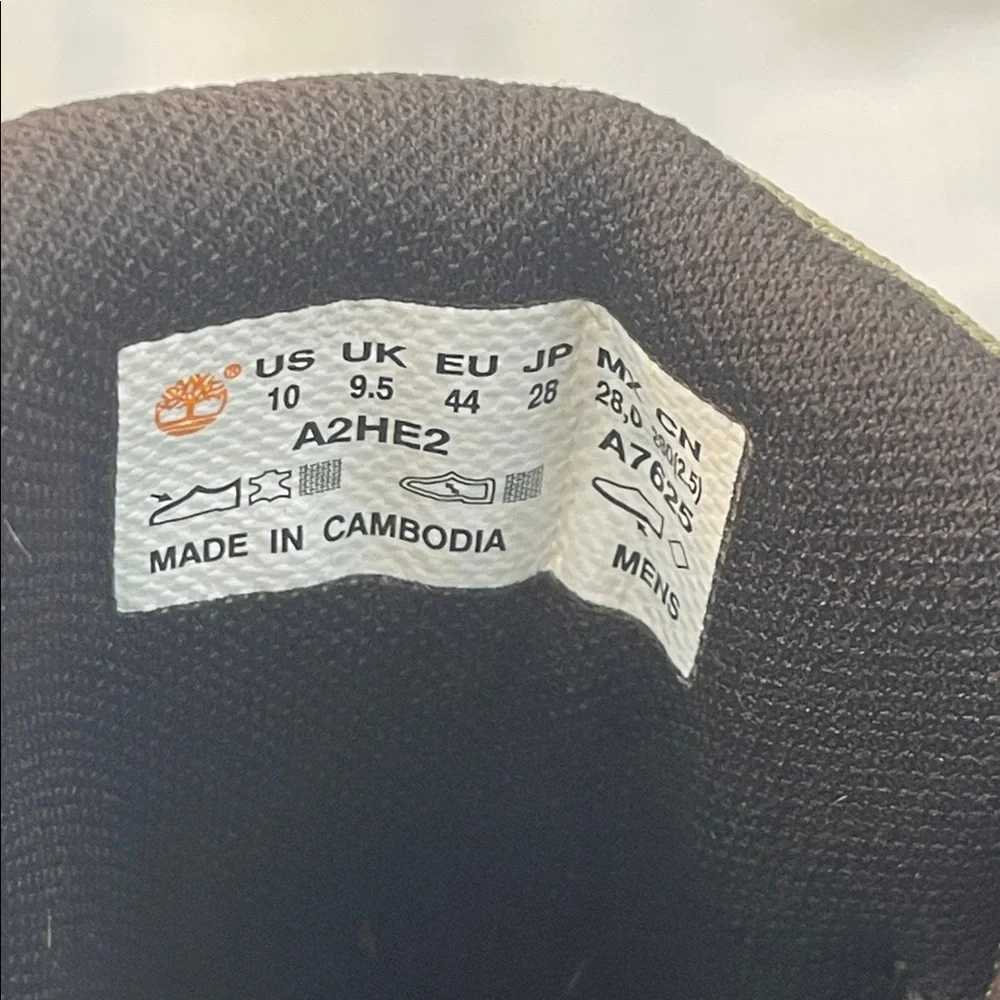 ® US UK EU JP MX CN
10 9.5 44 28 28,0 280(2.5)
A2HE2 A7625
MADE IN CAMBODIA MENS